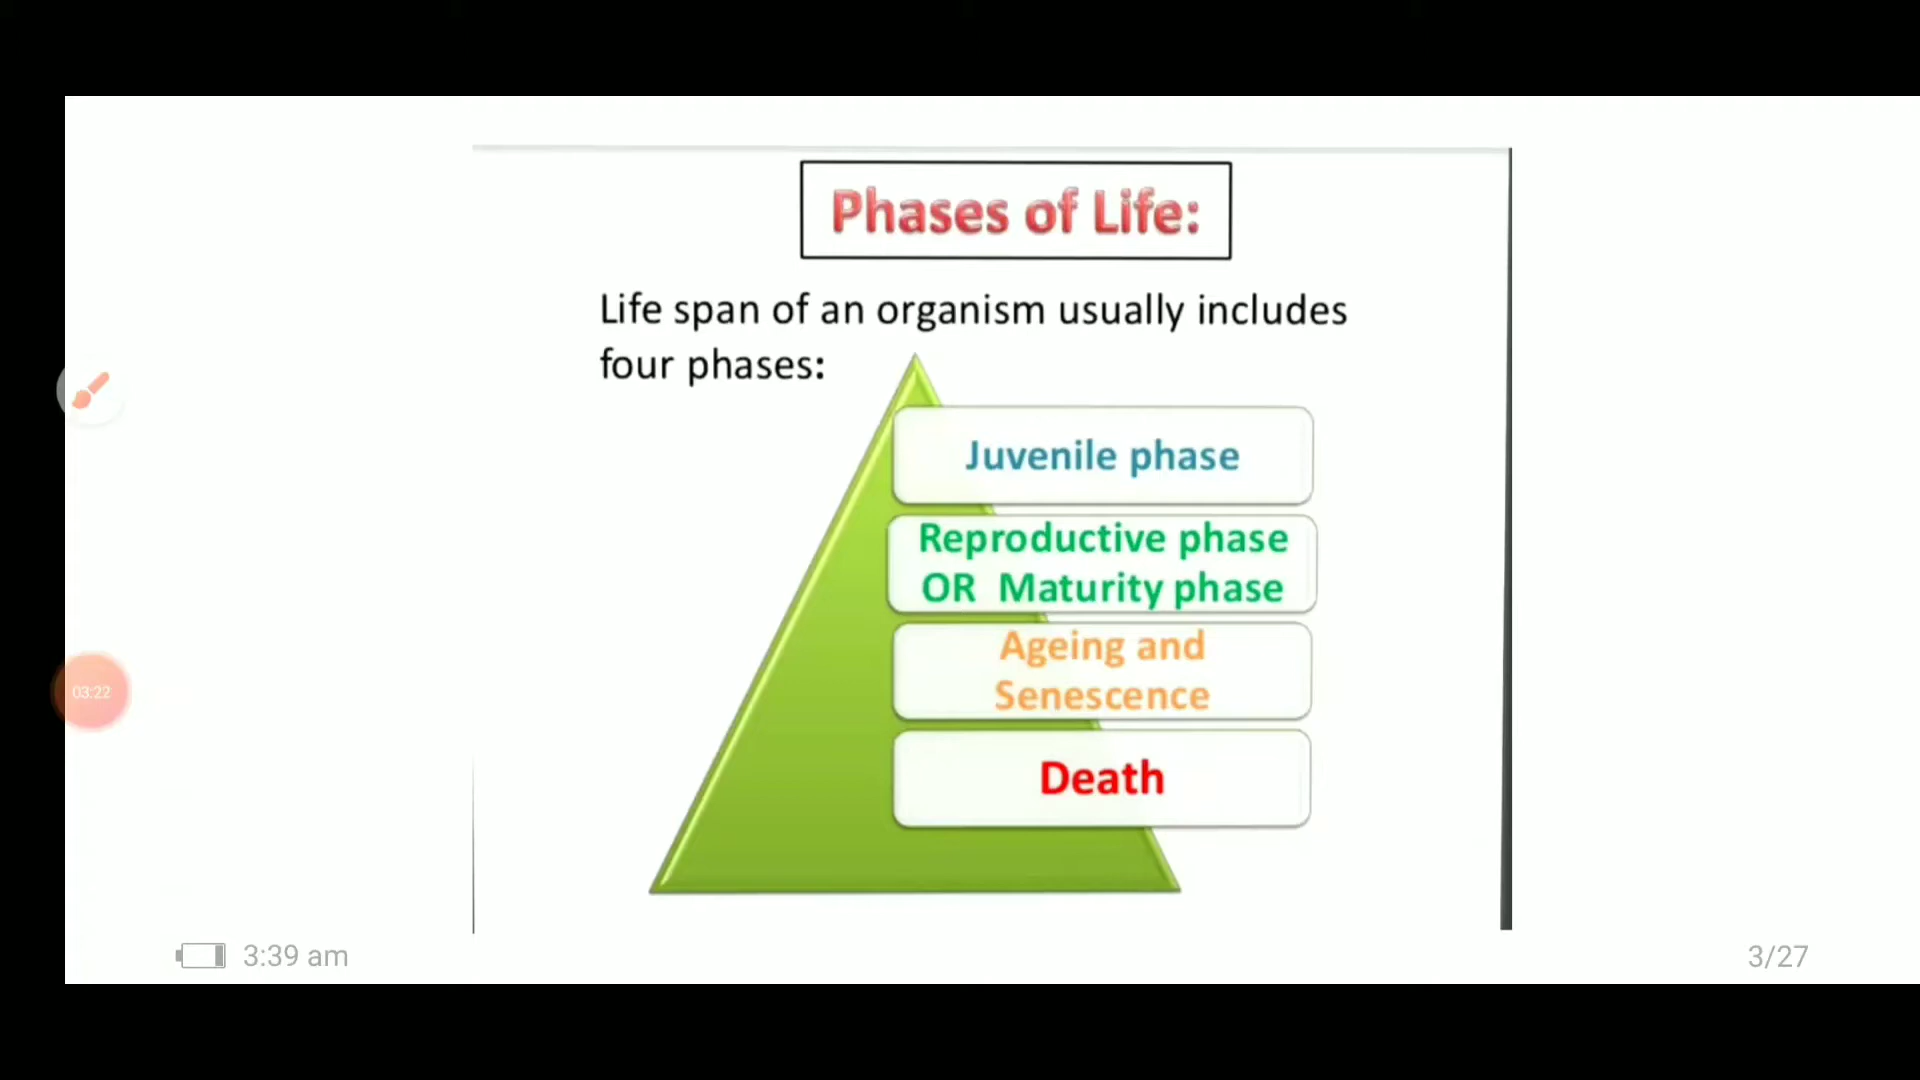 Phases of Life:
Life span of an organism usually includes
four phases:
Juvenile phase
Reproductive phase
OR Maturity phase
Ageing and
Senescence
Death
03:22
3:39 am
3/27